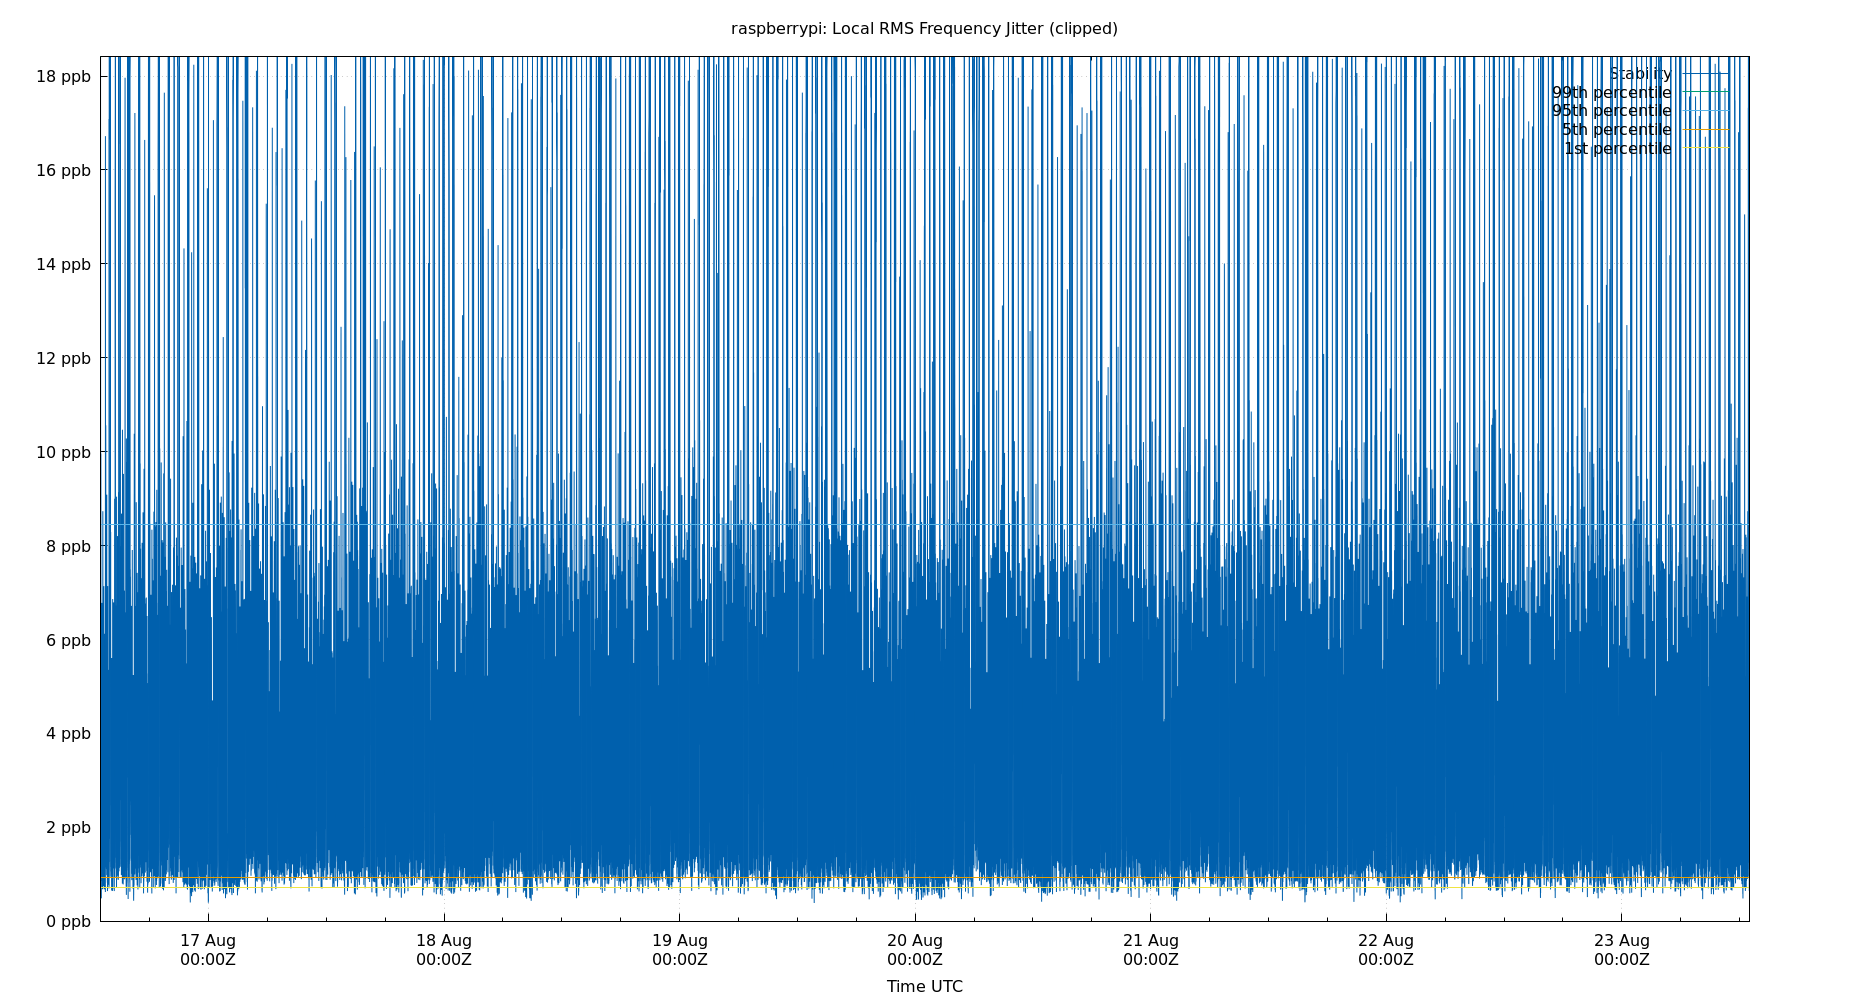 raspberrypi: Local RMS Frequency Jitter (clipped)
18 ppb
16 ppb
14 ppb
12 ppb
10 ppb
8 ppb
6 ppb
4 ppb
2 ppb
0 ppb
Stability
99th percentile
95th percentile
5th percentile
1st percentile
17 Aug
00:00Z
18 Aug
00:00Z
19 Aug
00:00Z
20 Aug
00:00Z
21 Aug
00:00Z
22 Aug
00:00Z
23 Aug
00:00Z
Time UTC